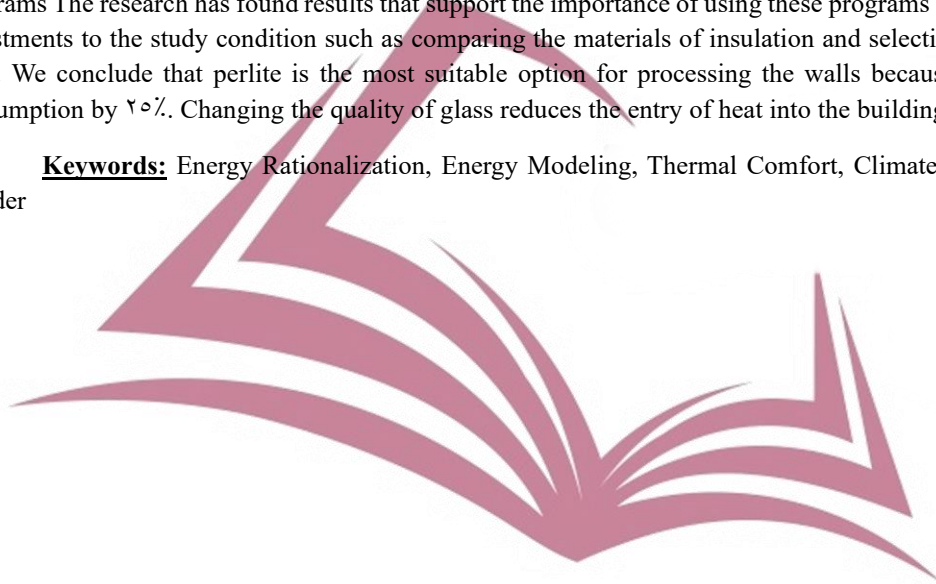 rams The research has found results that support the importance of using these programs
stments to the study condition such as comparing the materials of insulation and selecti
We conclude that perlite is the most suitable option for processing the walls becau
umption by ٢٥٪. Changing the quality of glass reduces the entry of heat into the building
Keywords: Energy Rationalization, Energy Modeling, Thermal Comfort, Climate
der